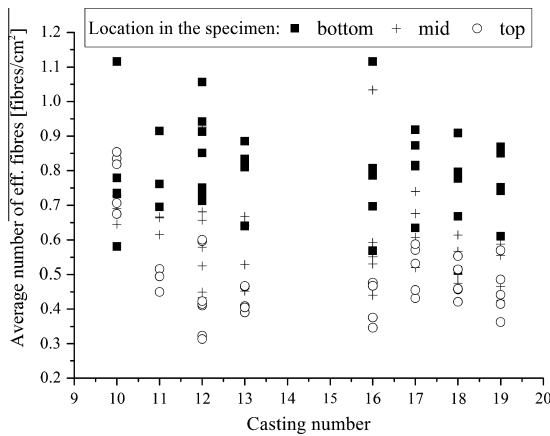 Location in the specimen: bottom mid top
Average number of eff. fibres [fibres/cm²]
1.2
1.1
1.0
0.9
0.8
0.7
0.6
0.5
0.4
0.3
0.2
9 10 11 12 13 14 15 16 17 18 19 20
Casting number